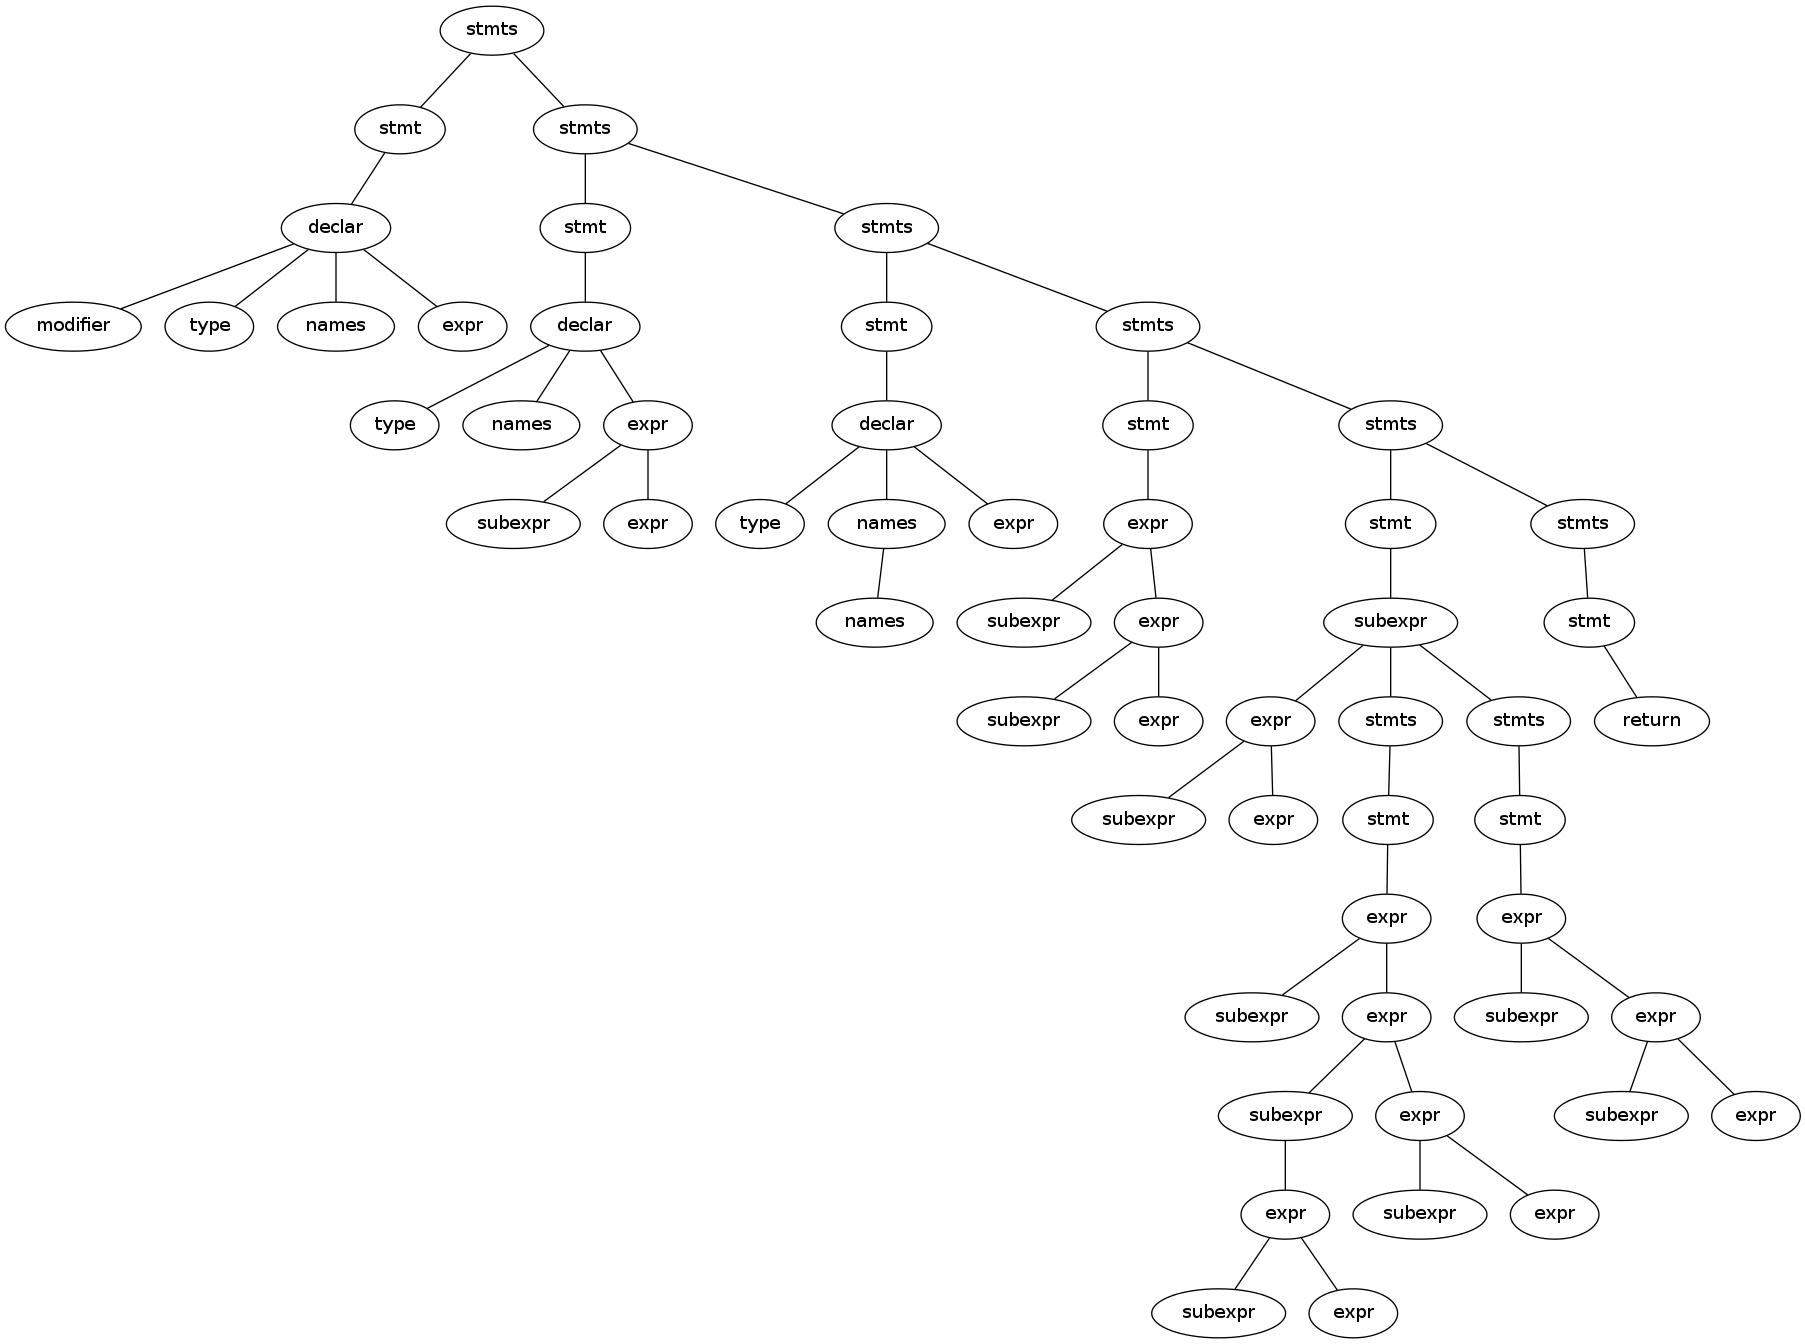 stmts
stmt stmts
declar stmt stmts
modifier type names expr declar stmt stmts
type names expr declar stmt stmts
subexpr expr type names expr expr stmt stmts
names subexpr expr subexpr stmt
subexpr expr expr stmts stmts return
subexpr expr stmt stmt
expr expr
subexpr expr subexpr expr
subexpr expr subexpr expr
expr subexpr expr
subexpr expr